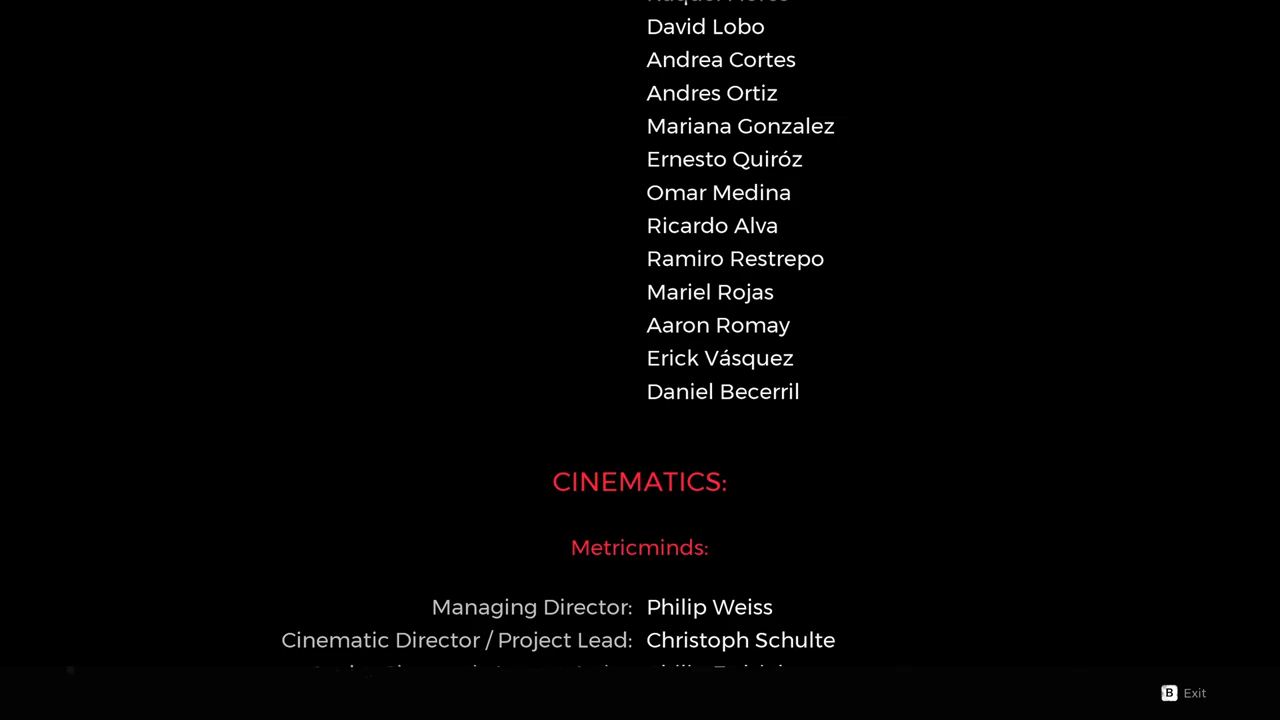 David Lobo
Andrea Cortes
Andres Ortiz
Mariana Gonzalez
Ernesto Quiróz
Omar Medina
Ricardo Alva
Ramiro Restrepo
Mariel Rojas
Aaron Romay
Erick Vásquez
Daniel Becerril
CINEMATICS:
Metricminds:
Managing Director: Philip Weiss
Cinematic Director / Project Lead: Christoph Schulte
B Exit